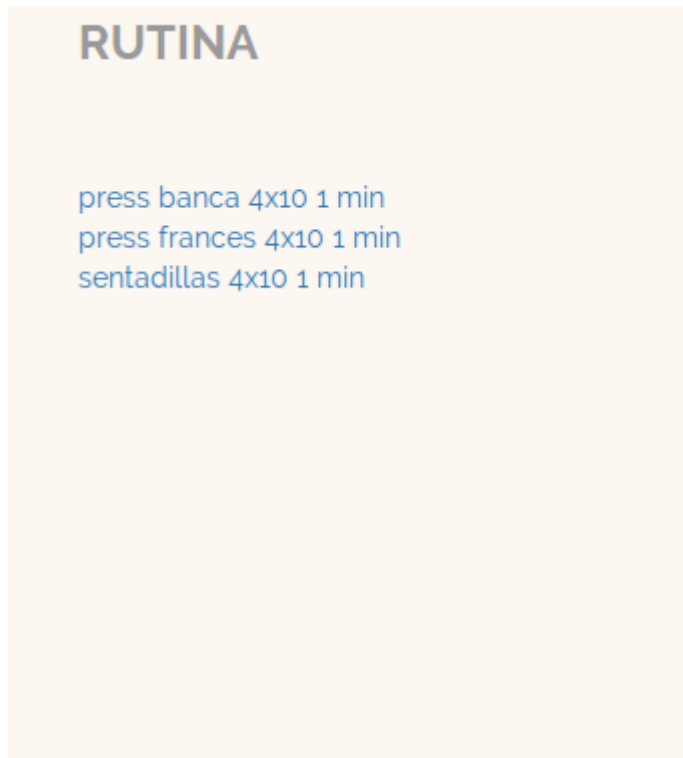 RUTINA
press banca 4x10 1 min
press frances 4x10 1 min
sentadillas 4x10 1 min